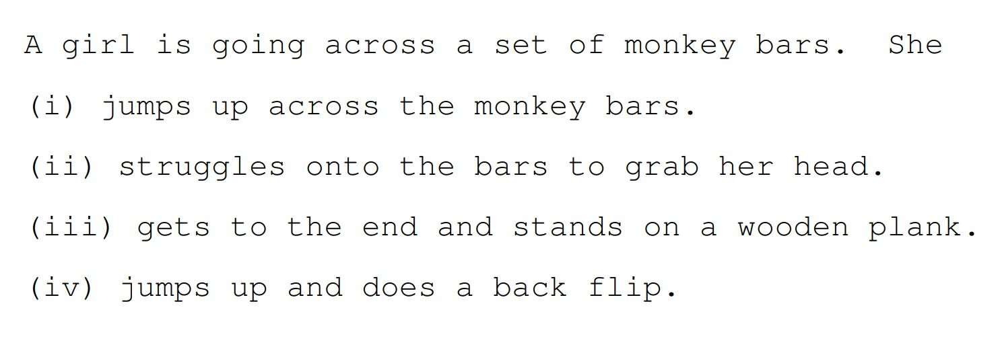 A girl is going across a set of monkey bars.  She
(i) jumps up across the monkey bars.
(ii) struggles onto the bars to grab her head.
(iii) gets to the end and stands on a wooden plank.
(iv) jumps up and does a back flip.